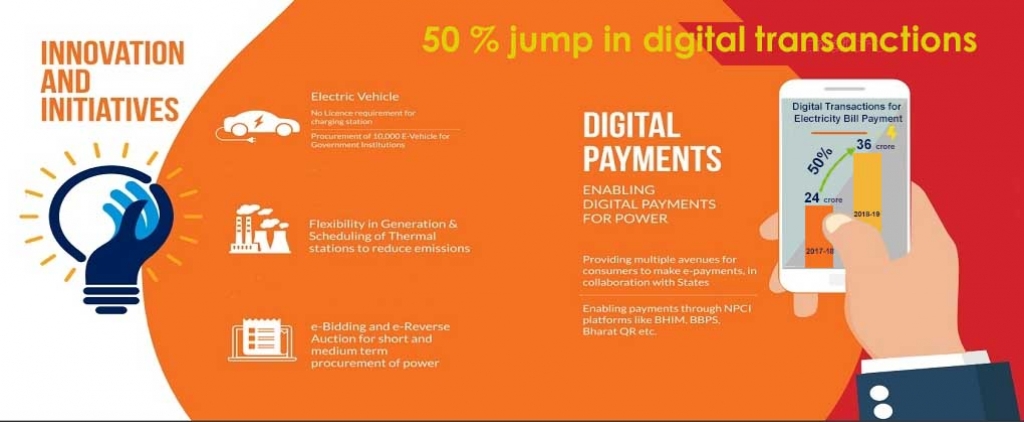 50 % jump in digital transanctions
INNOVATION
AND
INITIATIVES
Electric Vehicle
No Licence requirement for
charging station
Procurement of 10,000 E-Vehicle for
Government Institutions
Flexibility in Generation &
Scheduling of Thermal
stations to reduce emissions
e-Bidding and e-Reverse
Auction for short and
medium term
procurement of power
DIGITAL
PAYMENTS
ENABLING
DIGITAL PAYMENTS
FOR POWER
Providing multiple avenues for
consumers to make e-payments, in
collaboration with States
Enabling payments through NPCI
platforms like BHIM, BBPS,
Bharat QR etc.
Digital Transactions for
Electricity Bill Payment
36 crore
50%
24 crore
2018-19
2017-18